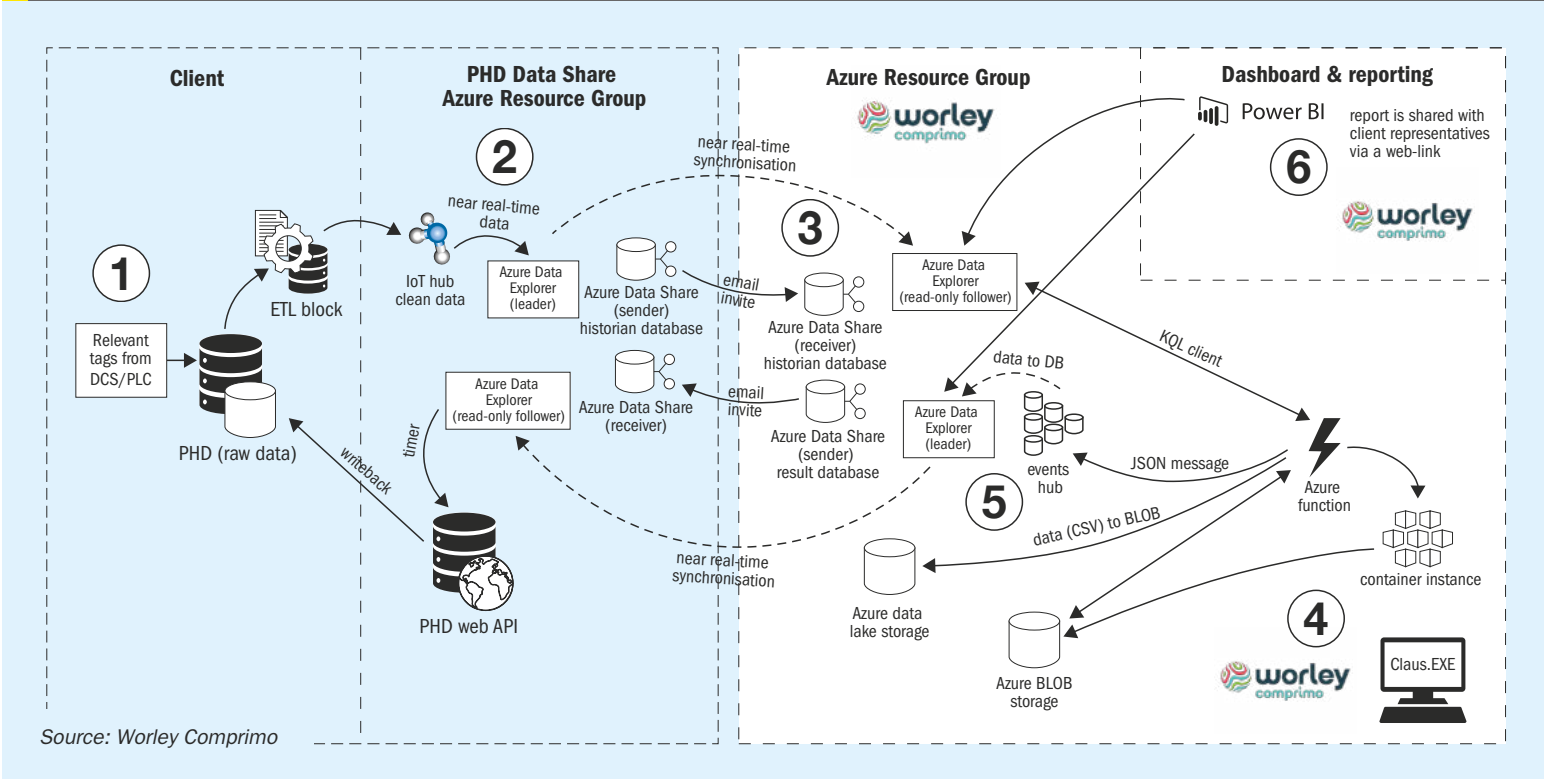 Client
PHD Data Share
Azure Resource Group
Azure Resource Group
worley
comprimo
Dashboard & reporting
Power BI
report is shared with
client representatives
via a web-link
6
worley
comprimo
1
Relevant
tags from
DCS/PLC
PHD (raw data)
ETL block
2
near real-time
data
IoT hub
clean data
Azure Data
Explorer
(leader)
Azure Data Share
(sender)
historian database
near real-time
synchronisation
email
invite
3
Azure Data Share
(receiver)
historian database
Azure Data
Explorer
(read-only follower)
KQL client
Azure Data
Explorer
(read-only follower)
Azure Data Share
(receiver)
email
invite
Azure Data Share
(sender)
result database
data to DB
Azure Data
Explorer
(leader)
events
hub
5
JSON message
Azure
function
timer
writeback
PHD web API
near real-time
synchronisation
data (CSV) to BLOB
Azure data
lake storage
Azure BLOB
storage
container instance
4
worley
comprimo
Claus.EXE
Source: Worley Comprimo